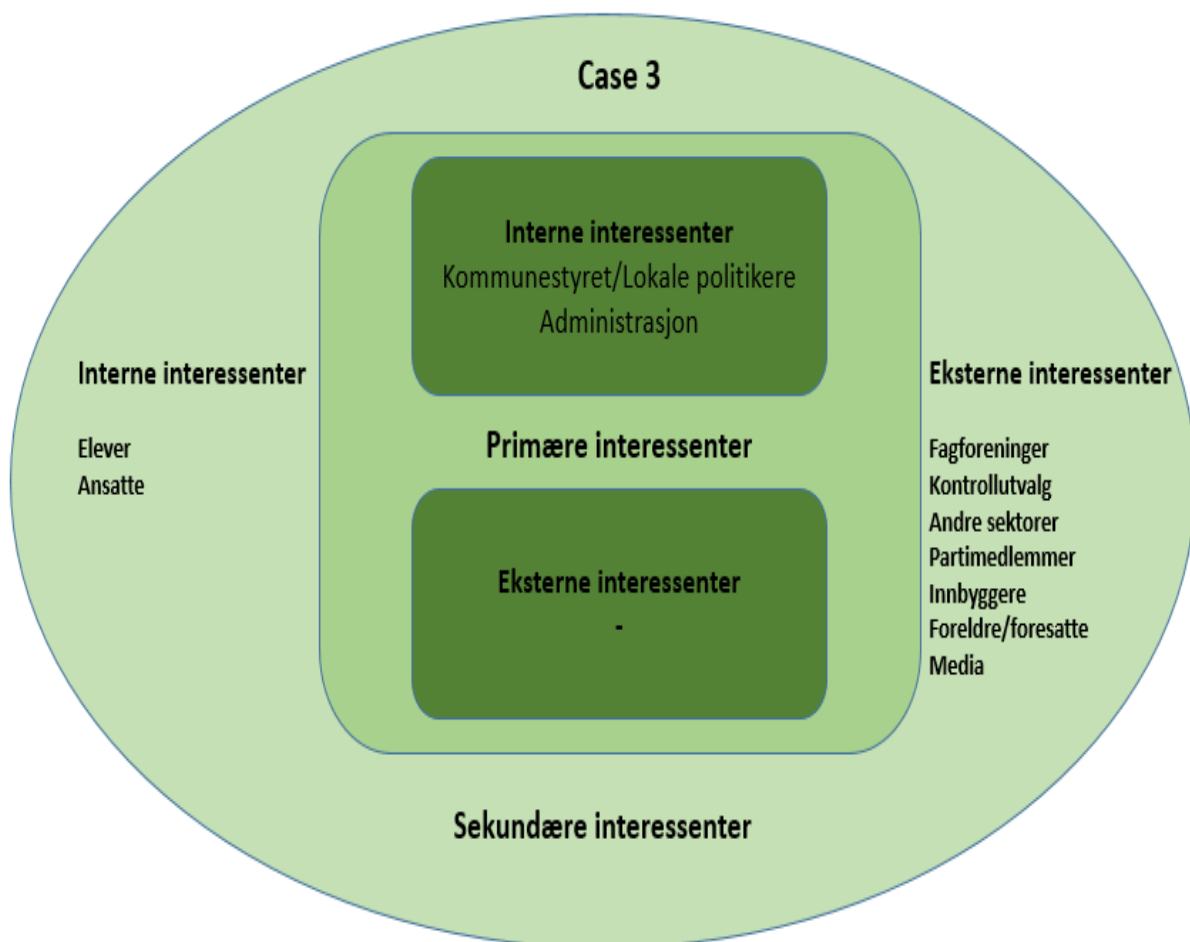 Case 3
Interne interessenter
Kommunestyret/Lokale politikere
Administrasjon
Interne interessenter
Elever
Ansatte
Primære interessenter
Eksterne interessenter
-
Eksterne interessenter
Fagforeninger
Kontrollutvalg
Andre sektorer
Partimedlemmer
Innbyggere
Foreldre/foresatte
Media
Sekundære interessenter